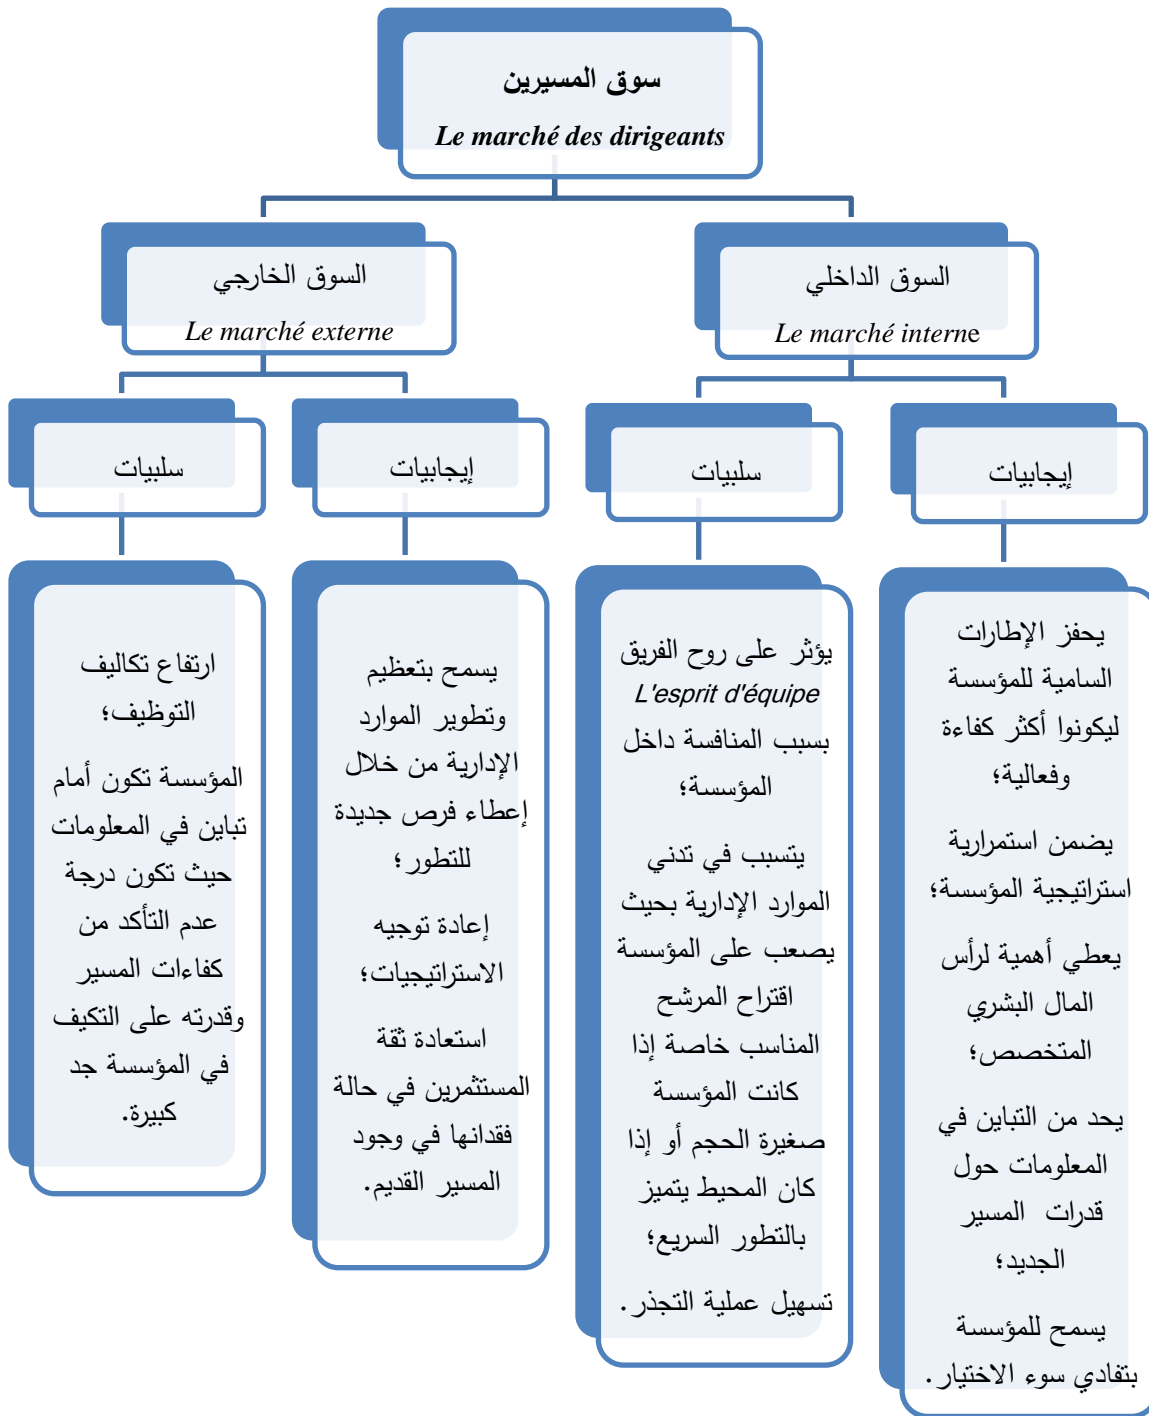 سوق المسيرين
Le marché des dirigeants
السوق الداخلي
Le marché interne
السوق الخارجي
Le marché externe
إيجابيات
سلبيات
إيجابيات
سلبيات
يحفز الإطارات
السامية للمؤسسة
ليكونوا أكثر كفاءة
وفعالية؛
يضمن استمرارية
استراتيجية المؤسسة؛
يعطي أهمية لرأس
المال البشري
المتخصص؛
يحد من التباين في
المعلومات حول
قدرات المسير
الجديد؛
يسمح للمؤسسة
بتفادي سوء الاختيار.
يؤثر على روح الفريق
L'esprit d'équipe
بسبب المنافسة داخل
المؤسسة؛
يتسبب في تدني
الموارد الإدارية بحيث
يصعب على المؤسسة
اقتراح المرشح
المناسب خاصة إذا
كانت المؤسسة
صغيرة الحجم أو إذا
كان المحيط يتميز
بالتطور السريع؛
تسهيل عملية التجذر.
يسمح بتعظيم
وتطوير الموارد
الإدارية من خلال
إعطاء فرص جديدة
للتطور؛
إعادة توجيه
الاستراتيجيات؛
استعادة ثقة
المستثمرين في حالة
فقدانها في وجود
المسير القديم.
ارتفاع تكاليف
التوظيف؛
المؤسسة تكون أمام
تباين في المعلومات
حيث تكون درجة
عدم التأكد من
كفاءات المسير
وقدرته على التكيف
في المؤسسة جد
كبيرة.